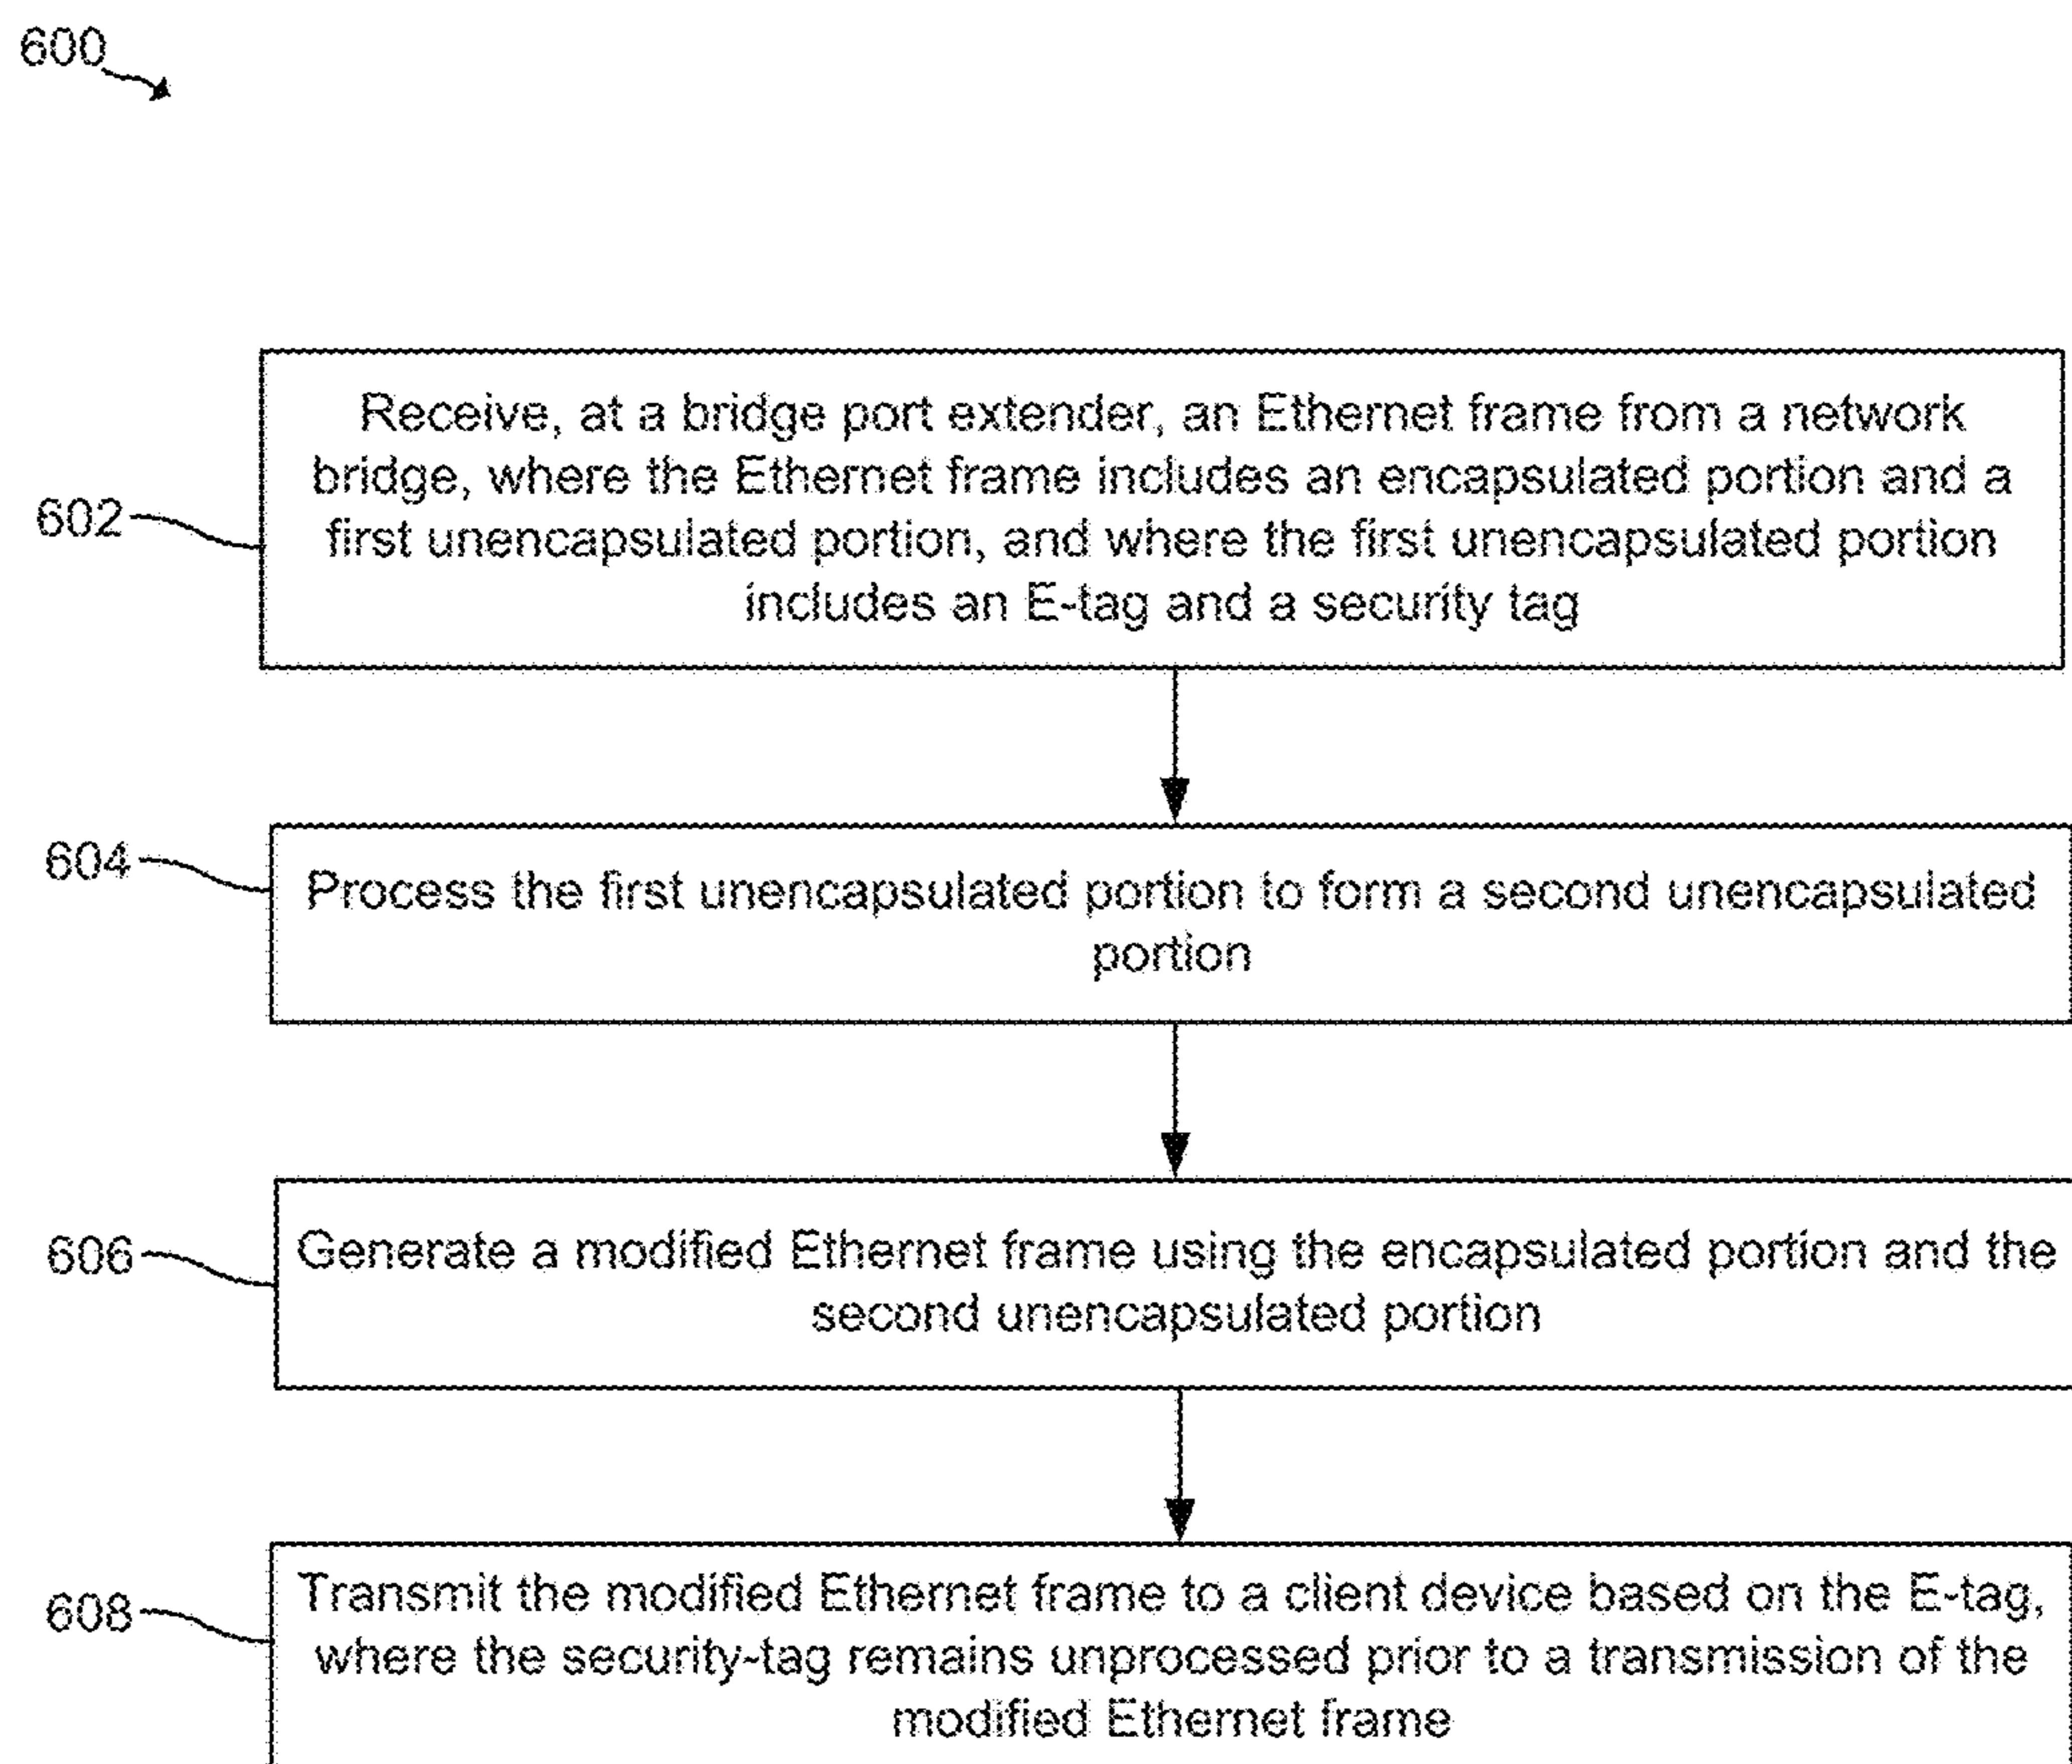 600
Receive, at a bridge port extender, an Ethernet frame from a network
bridge, where the Ethernet frame includes an encapsulated portion and a
602
first unencapsulated portion, and where the first unencapsulated portion
includes an E-tag and a security tag
604
Process the first unencapsulated portion to form a second unencapsulated
portion
606
Generate a modified Ethernet frame using the encapsulated portion and the
second unencapsulated portion
608
Transmit the modified Ethernet frame to a client device based on the E-tag,
where the security-tag remains unprocessed prior to a transmission of the
modified Ethernet frame